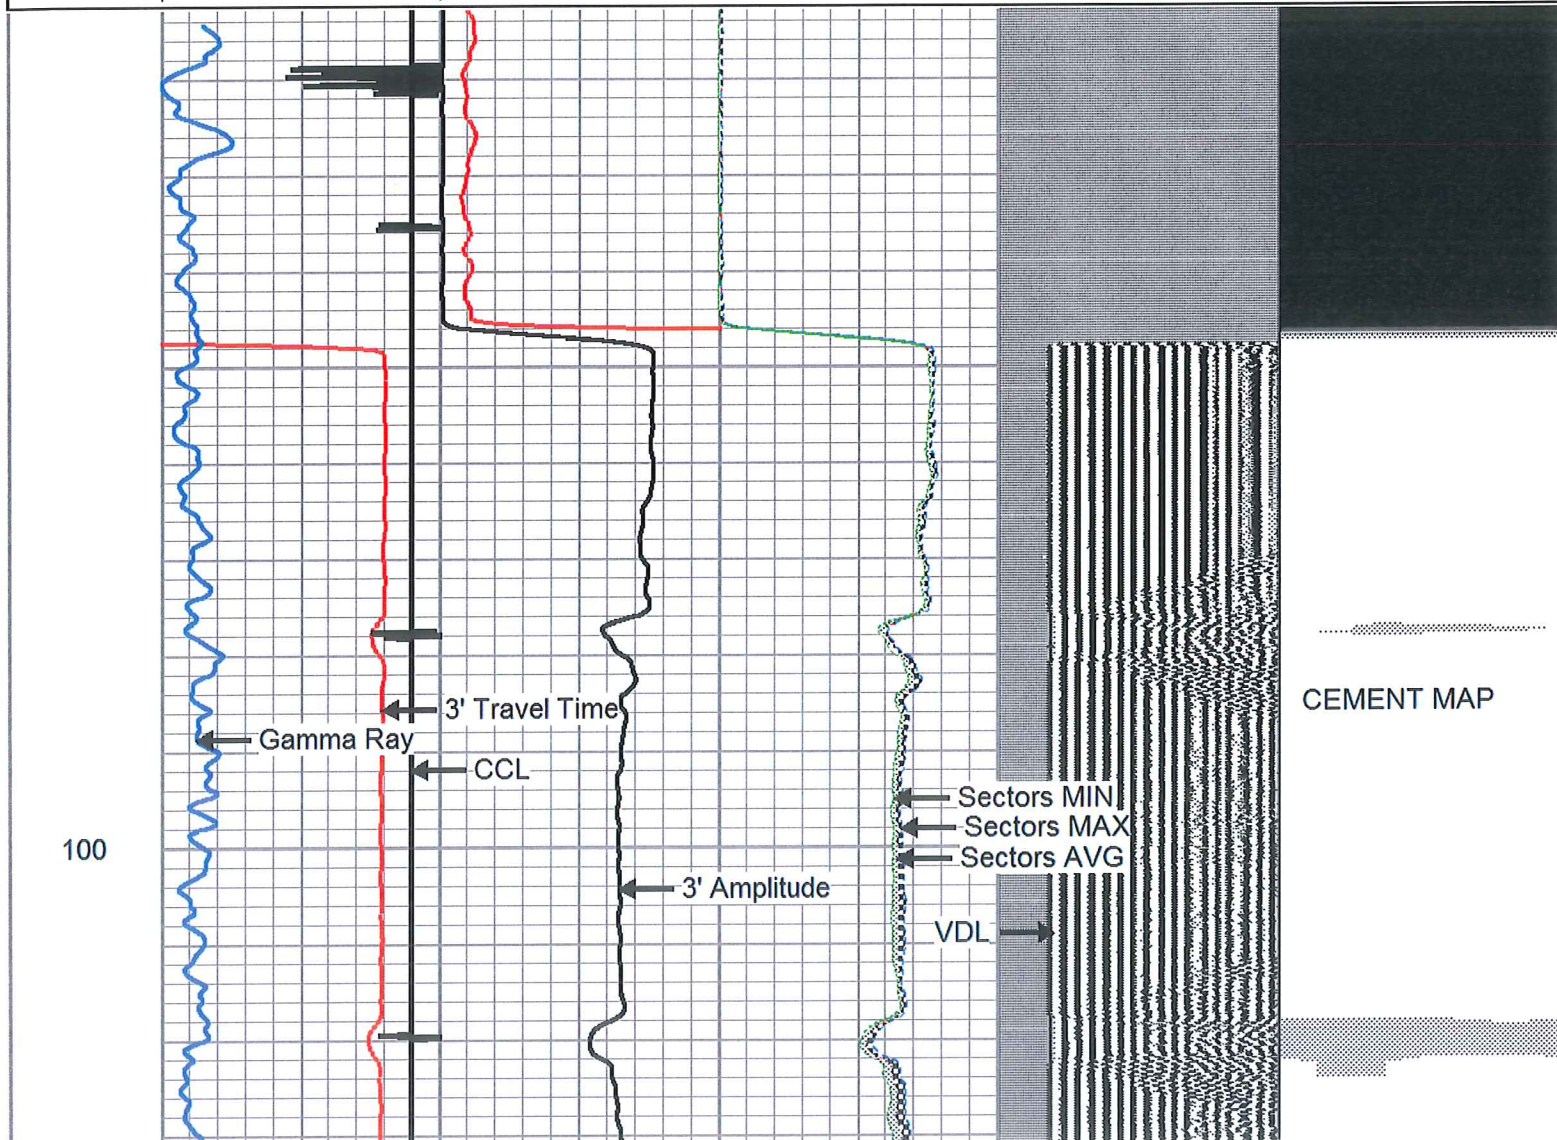 CEMENT MAP
3' Travel Time
Gamma Ray
CCL
Sectors MIN
Sectors MAX
100
Sectors AVG
3' Amplitude
VDL